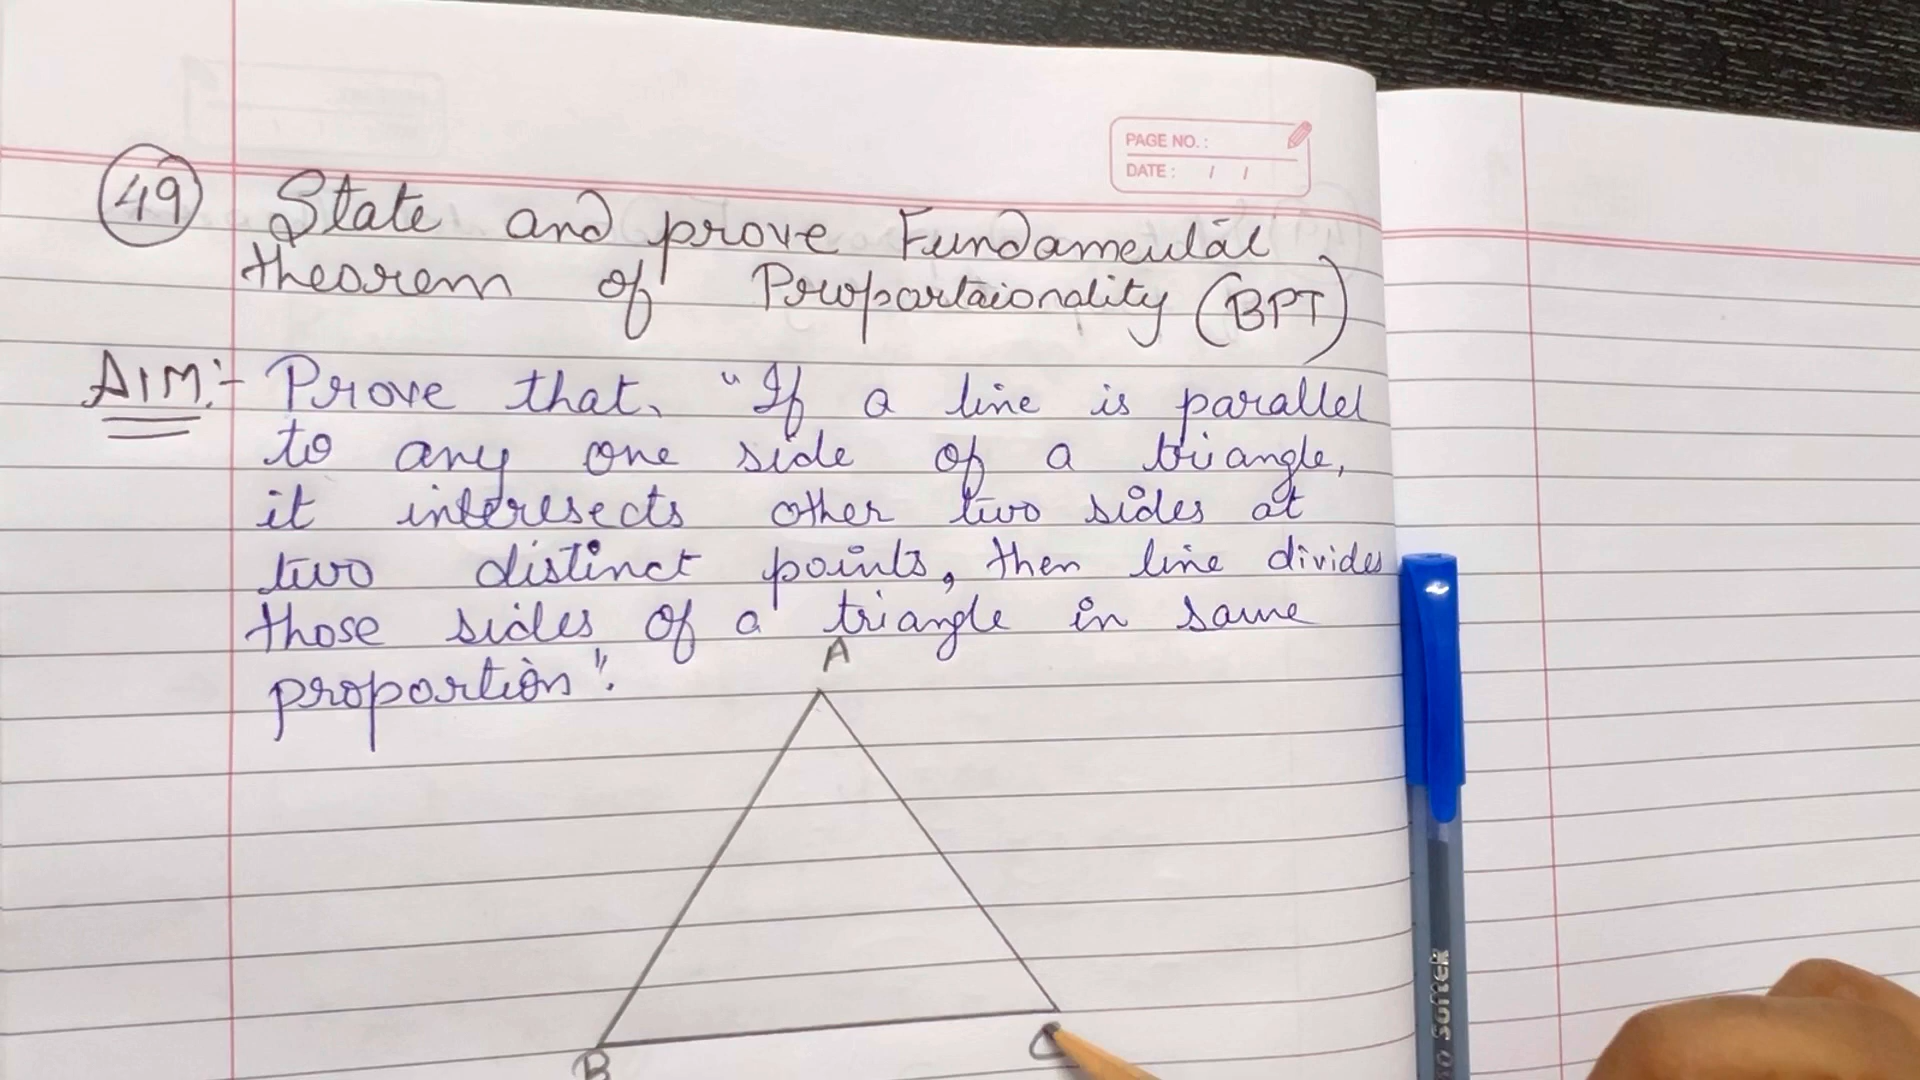 PAGE NO. :
DATE : / /
49 State and prove Fundamental
theorem of Proportaionality (BPT)
AIM:- Prove that, "If a line is parallel
to any one side of a triangle,
it interesects other two sides at
two distinct points, then line divides
those sides of a triangle in same
proportion".
A
B
C
Softek